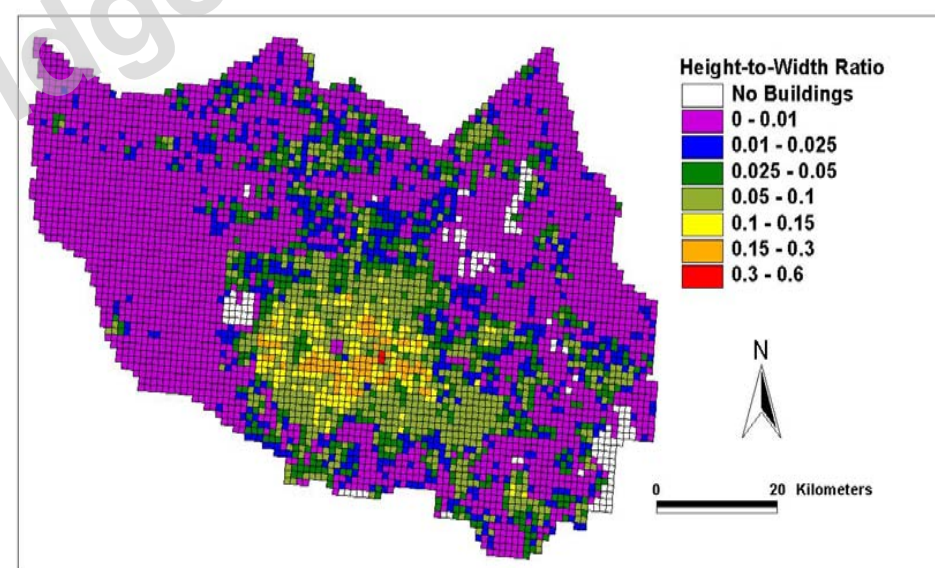 dge
Height-to-Width Ratio
No Buildings
0 - 0.01
0.01 - 0.025
0.025 - 0.05
0.05 - 0.1
0.1 - 0.15
0.15 - 0.3
0.3 - 0.6
N
0 20 Kilometers